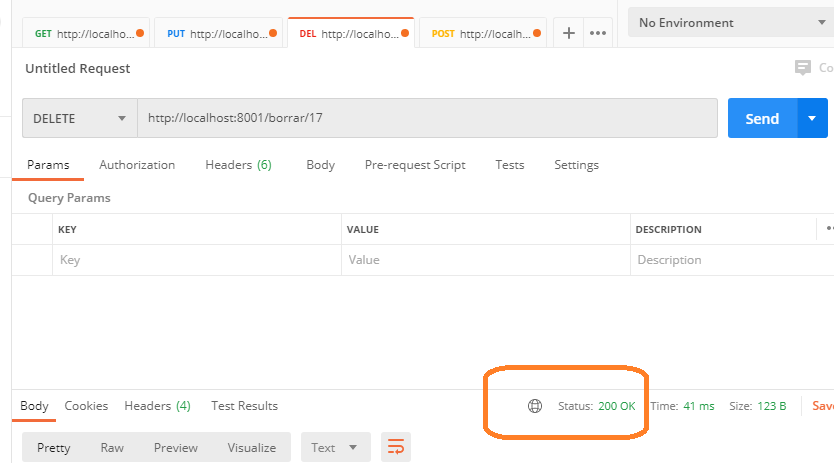 GET http://localho... PUT http://localho... DEL http://localho... POST http://localh... + ••• No Environment
Untitled Request
DELETE http://localhost:8001/borrar/17 Send
Params Authorization Headers (6) Body Pre-request Script Tests Settings
Query Params
KEY VALUE DESCRIPTION
Key Value Description
Body Cookies Headers (4) Test Results Status: 200 OK Time: 41 ms Size: 123 B Save
Pretty Raw Preview Visualize Text